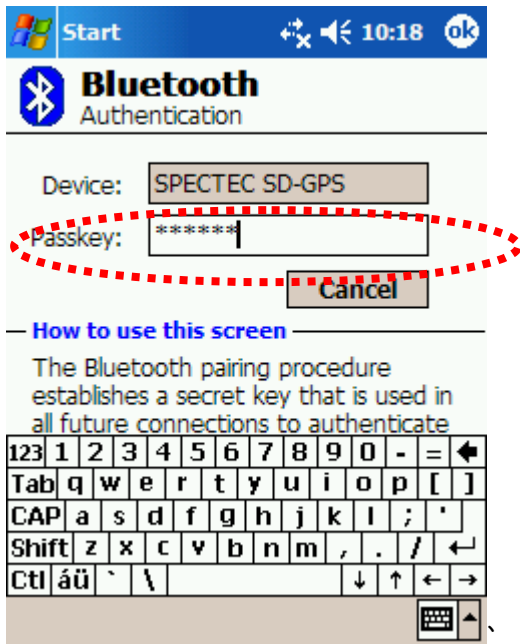 Start 10:18 ok
Bluetooth
Authentication
Device: SPECTEC SD-GPS
Passkey: ******
Cancel
How to use this screen
The Bluetooth pairing procedure
establishes a secret key that is used in
all future connections to authenticate
123 1 2 3 4 5 6 7 8 9 0 - =
Tab q w e r t y u i o p [ ]
CAP a s d f g h j k l ; '
Shift z x c v b n m , . /
Ctl áü ` \ ↓ ↑ ← →
、